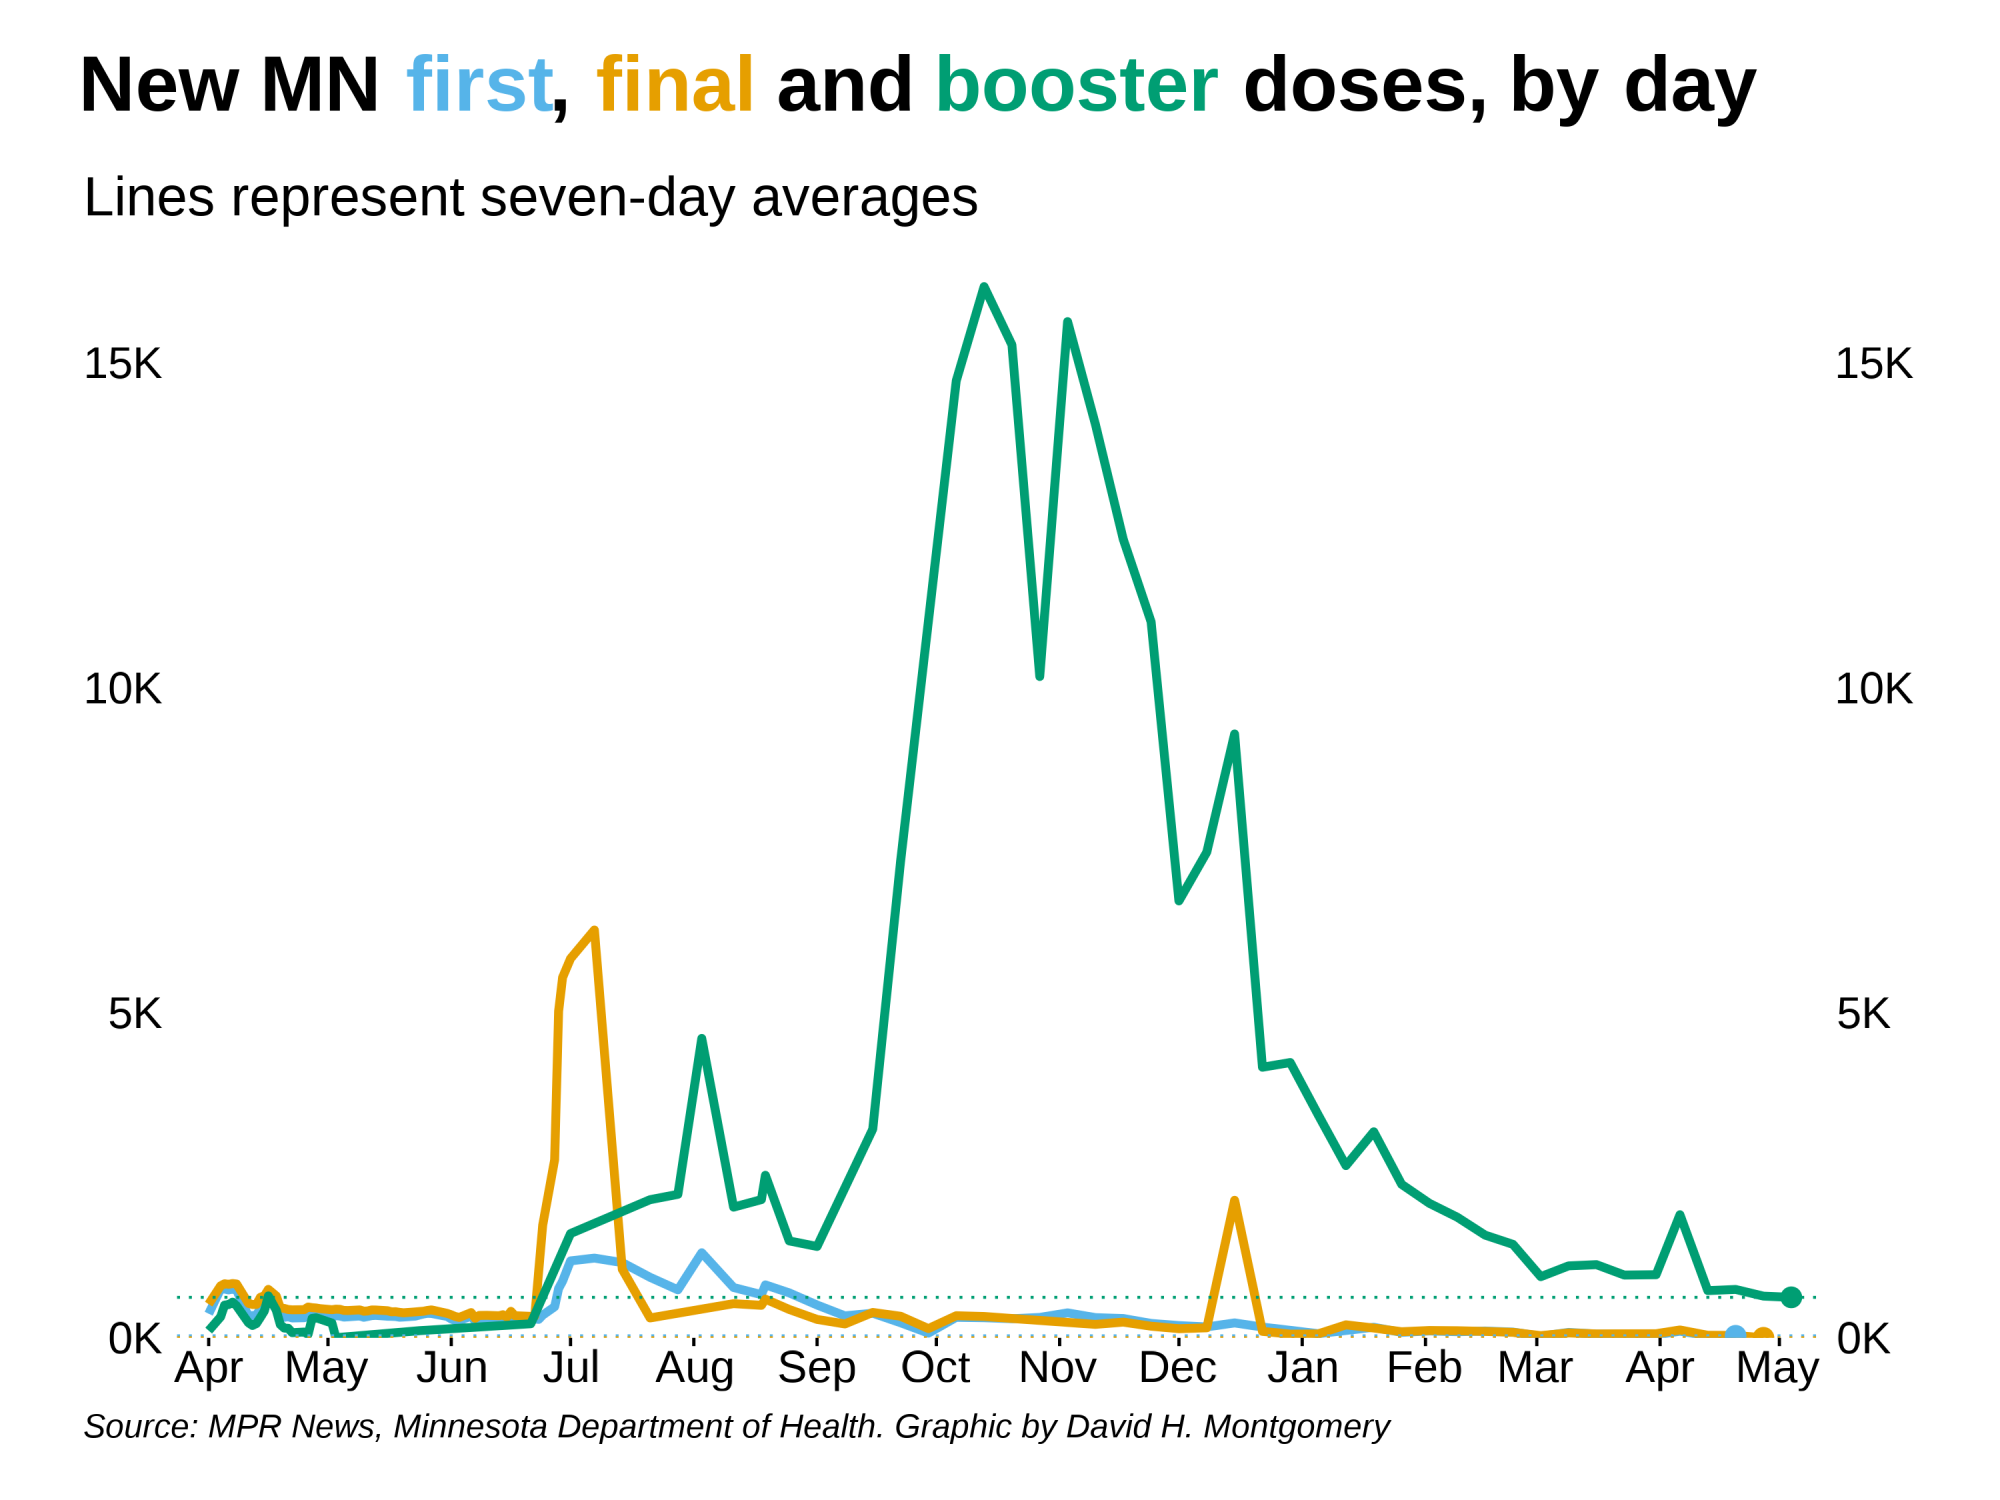 New MN first, final and booster doses, by day
Lines represent seven-day averages
15K 15K
10K 10K
5K 5K
0K 0K
Apr May Jun Jul Aug Sep Oct Nov Dec Jan Feb Mar Apr May
Source: MPR News, Minnesota Department of Health. Graphic by David H. Montgomery